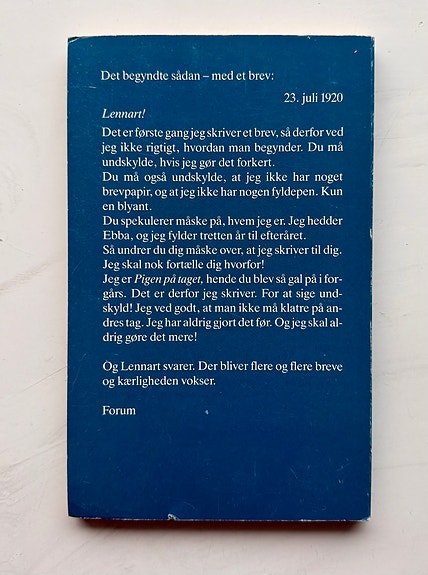 Det begyndte sådan – med et brev:
23. juli 1920
Lennart!
Det er første gang jeg skriver et brev, så derfor ved
jeg ikke rigtigt, hvordan man begynder. Du må
undskylde, hvis jeg gør det forkert.
Du må også undskylde, at jeg ikke har noget
brevpapir, og at jeg ikke har nogen fyldepen. Kun
en blyant.
Du spekulerer måske på, hvem jeg er. Jeg hedder
Ebba, og jeg fylder tretten år til efteråret.
Så undrer du dig måske over, at jeg skriver til dig.
Jeg skal nok fortælle dig hvorfor!
Jeg er Pigen på taget, hende du blev så gal på i for-
gårs. Det er derfor jeg skriver. For at sige und-
skyld! Jeg ved godt, at man ikke må klatre på an-
dres tag. Jeg har aldrig gjort det før. Og jeg skal al-
drig gøre det mere!
Og Lennart svarer. Der bliver flere og flere breve
og kærligheden vokser.
Forum